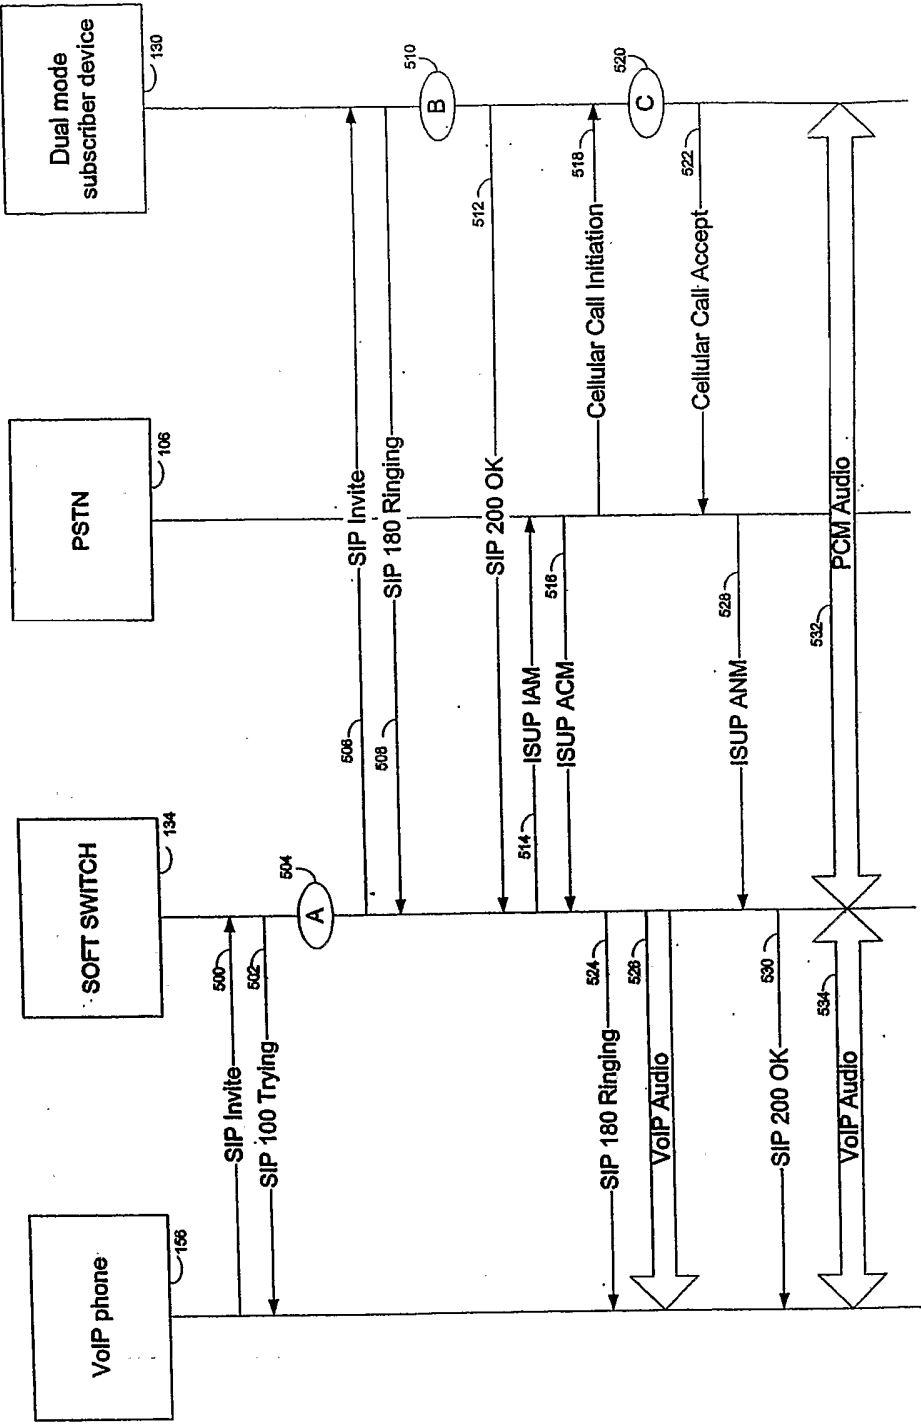 VoIP phone
156
SOFT SWITCH
134
PSTN
106
Dual mode
subscriber device
130
SIP Invite
500
SIP 100 Trying
502
A
504
SIP Invite
506
SIP 180 Ringing
508
B
510
SIP 200 OK
512
ISUP IAM
514
ISUP ACM
516
Cellular Call Initiation
518
C
520
SIP 180 Ringing
524
VoIP Audio
526
Cellular Call Accept
522
ISUP ANM
528
SIP 200 OK
530
PCM Audio
532
VoIP Audio
534